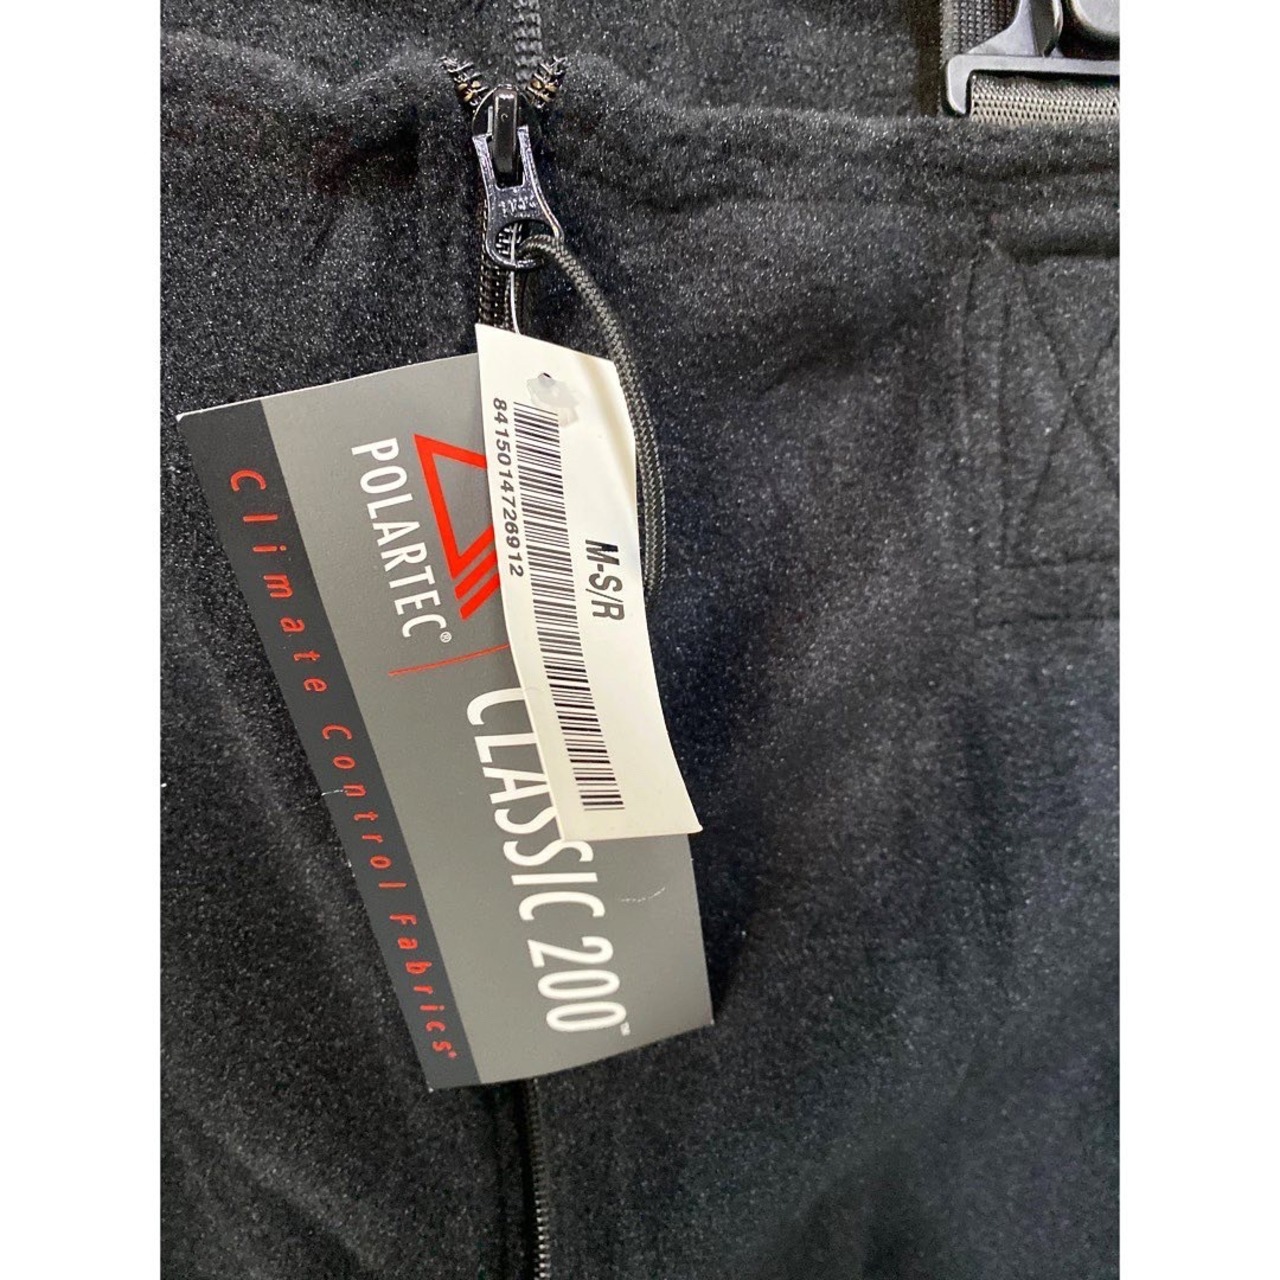 POLARTEC®
CLASSIC 200™
Climate Control Fabrics®
8415014726912
M-S/R